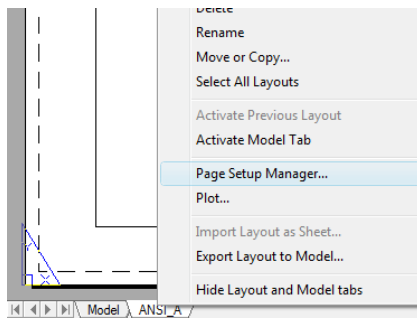 Delete
Rename
Move or Copy...
Select All Layouts
Activate Previous Layout
Activate Model Tab
Page Setup Manager...
Plot...
Import Layout as Sheet...
Export Layout to Model...
Hide Layout and Model tabs
Model ANSI_A